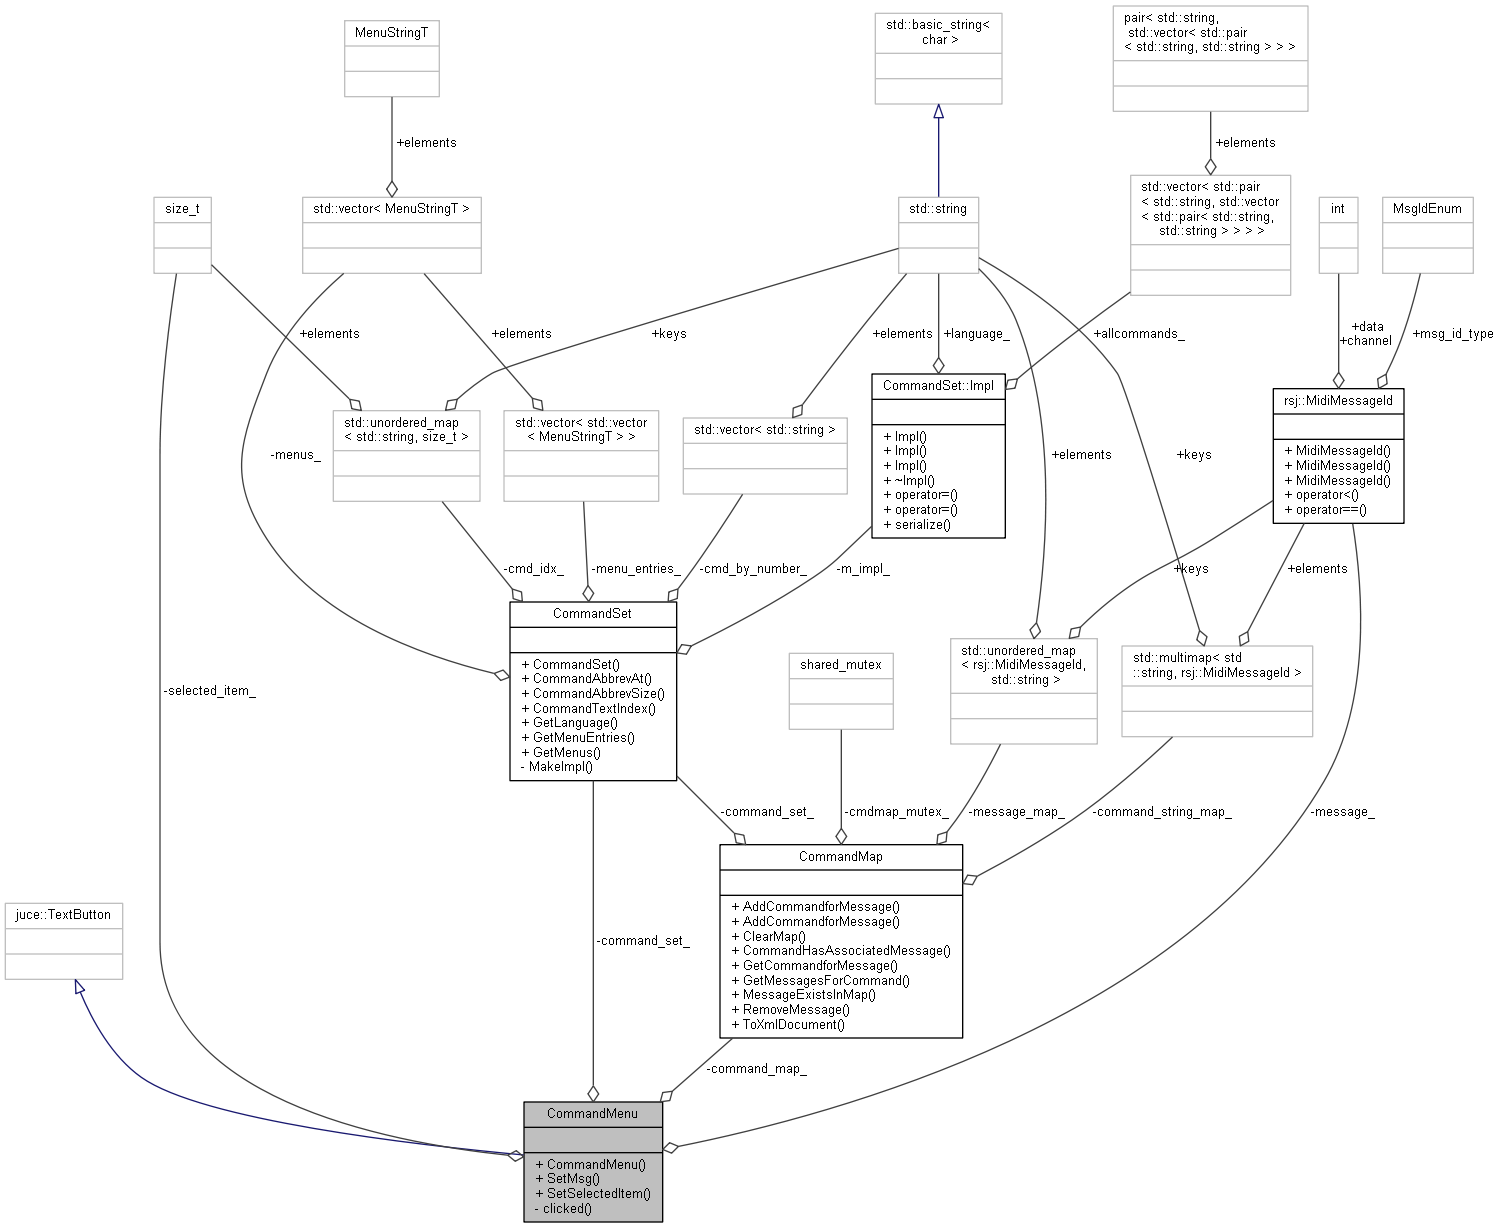 MenuStringT
std::basic_string<
char >
pair< std::string,
std::vector< std::pair
< std::string, std::string > > >
+elements
+elements
size_t
std::vector< MenuStringT >
std::string
std::vector< std::pair
< std::string, std::vector
< std::pair< std::string,
std::string > > > >
int
MsgIdEnum
+elements
+elements
+keys
+elements
+language_
+allcommands_
+data
+channel
+msg_id_type
std::unordered_map
< std::string, size_t >
std::vector< std::vector
< MenuStringT > >
std::vector< std::string >
CommandSet::Impl
+ Impl()
+ Impl()
+ Impl()
+ ~Impl()
+ operator=()
+ operator=()
+ serialize()
rsj::MidiMessageId
+ MidiMessageId()
+ MidiMessageId()
+ MidiMessageId()
+ operator<()
+ operator==()
-menus_
+elements
+keys
-cmd_idx_
-menu_entries_
-cmd_by_number_
-m_impl_
+keys
+elements
CommandSet
+ CommandSet()
+ CommandAbbrevAt()
+ CommandAbbrevSize()
+ CommandTextIndex()
+ GetLanguage()
+ GetMenuEntries()
+ GetMenus()
- MakeImpl()
shared_mutex
std::unordered_map
< rsj::MidiMessageId,
std::string >
std::multimap< std
::string, rsj::MidiMessageId >
-selected_item_
-command_set_
-cmdmap_mutex_
-message_map_
-command_string_map_
-message_
CommandMap
+ AddCommandforMessage()
+ AddCommandforMessage()
+ ClearMap()
+ CommandHasAssociatedMessage()
+ GetCommandforMessage()
+ GetMessagesForCommand()
+ MessageExistsInMap()
+ RemoveMessage()
+ ToXmlDocument()
juce::TextButton
-command_set_
-command_map_
CommandMenu
+ CommandMenu()
+ SetMsg()
+ SetSelectedItem()
- clicked()